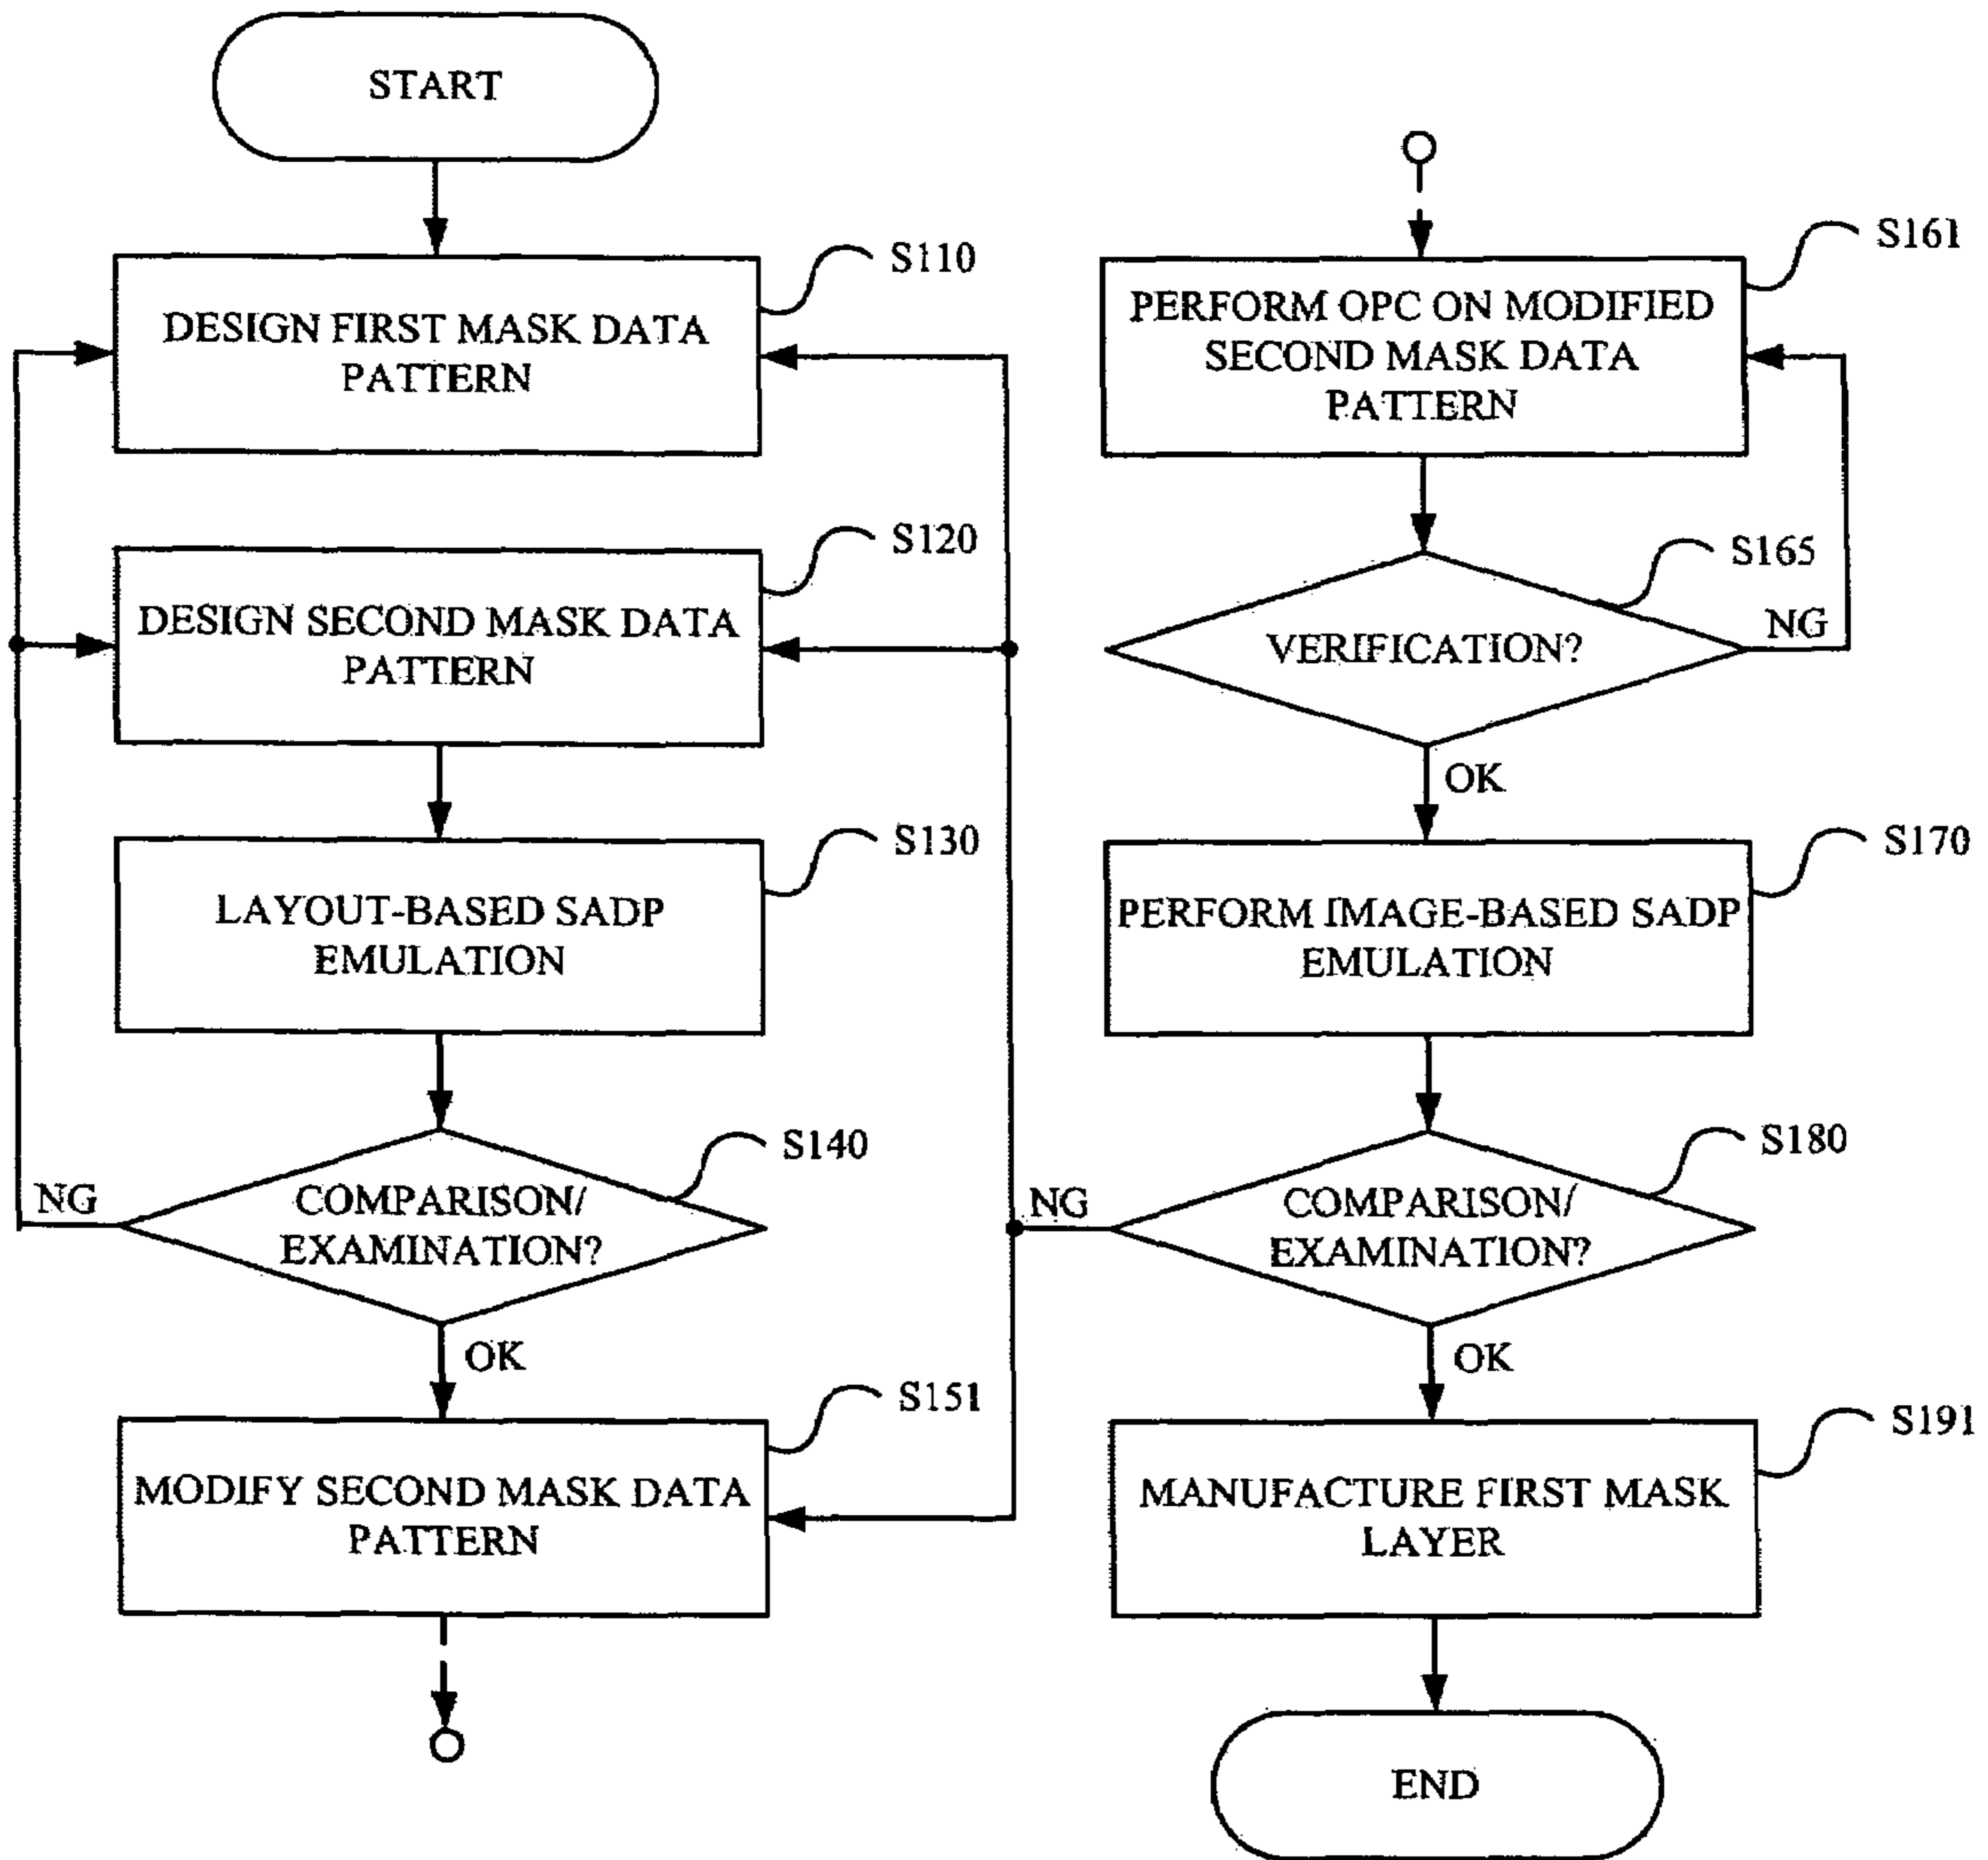 START
S110
DESIGN FIRST MASK DATA
PATTERN
S120
DESIGN SECOND MASK DATA
PATTERN
S130
LAYOUT-BASED SADP
EMULATION
S140
COMPARISON/
EXAMINATION?
NG
OK
S151
MODIFY SECOND MASK DATA
PATTERN
S161
PERFORM OPC ON MODIFIED
SECOND MASK DATA
PATTERN
S165
VERIFICATION?
NG
OK
S170
PERFORM IMAGE-BASED SADP
EMULATION
S180
COMPARISON/
EXAMINATION?
NG
OK
S191
MANUFACTURE FIRST MASK
LAYER
END